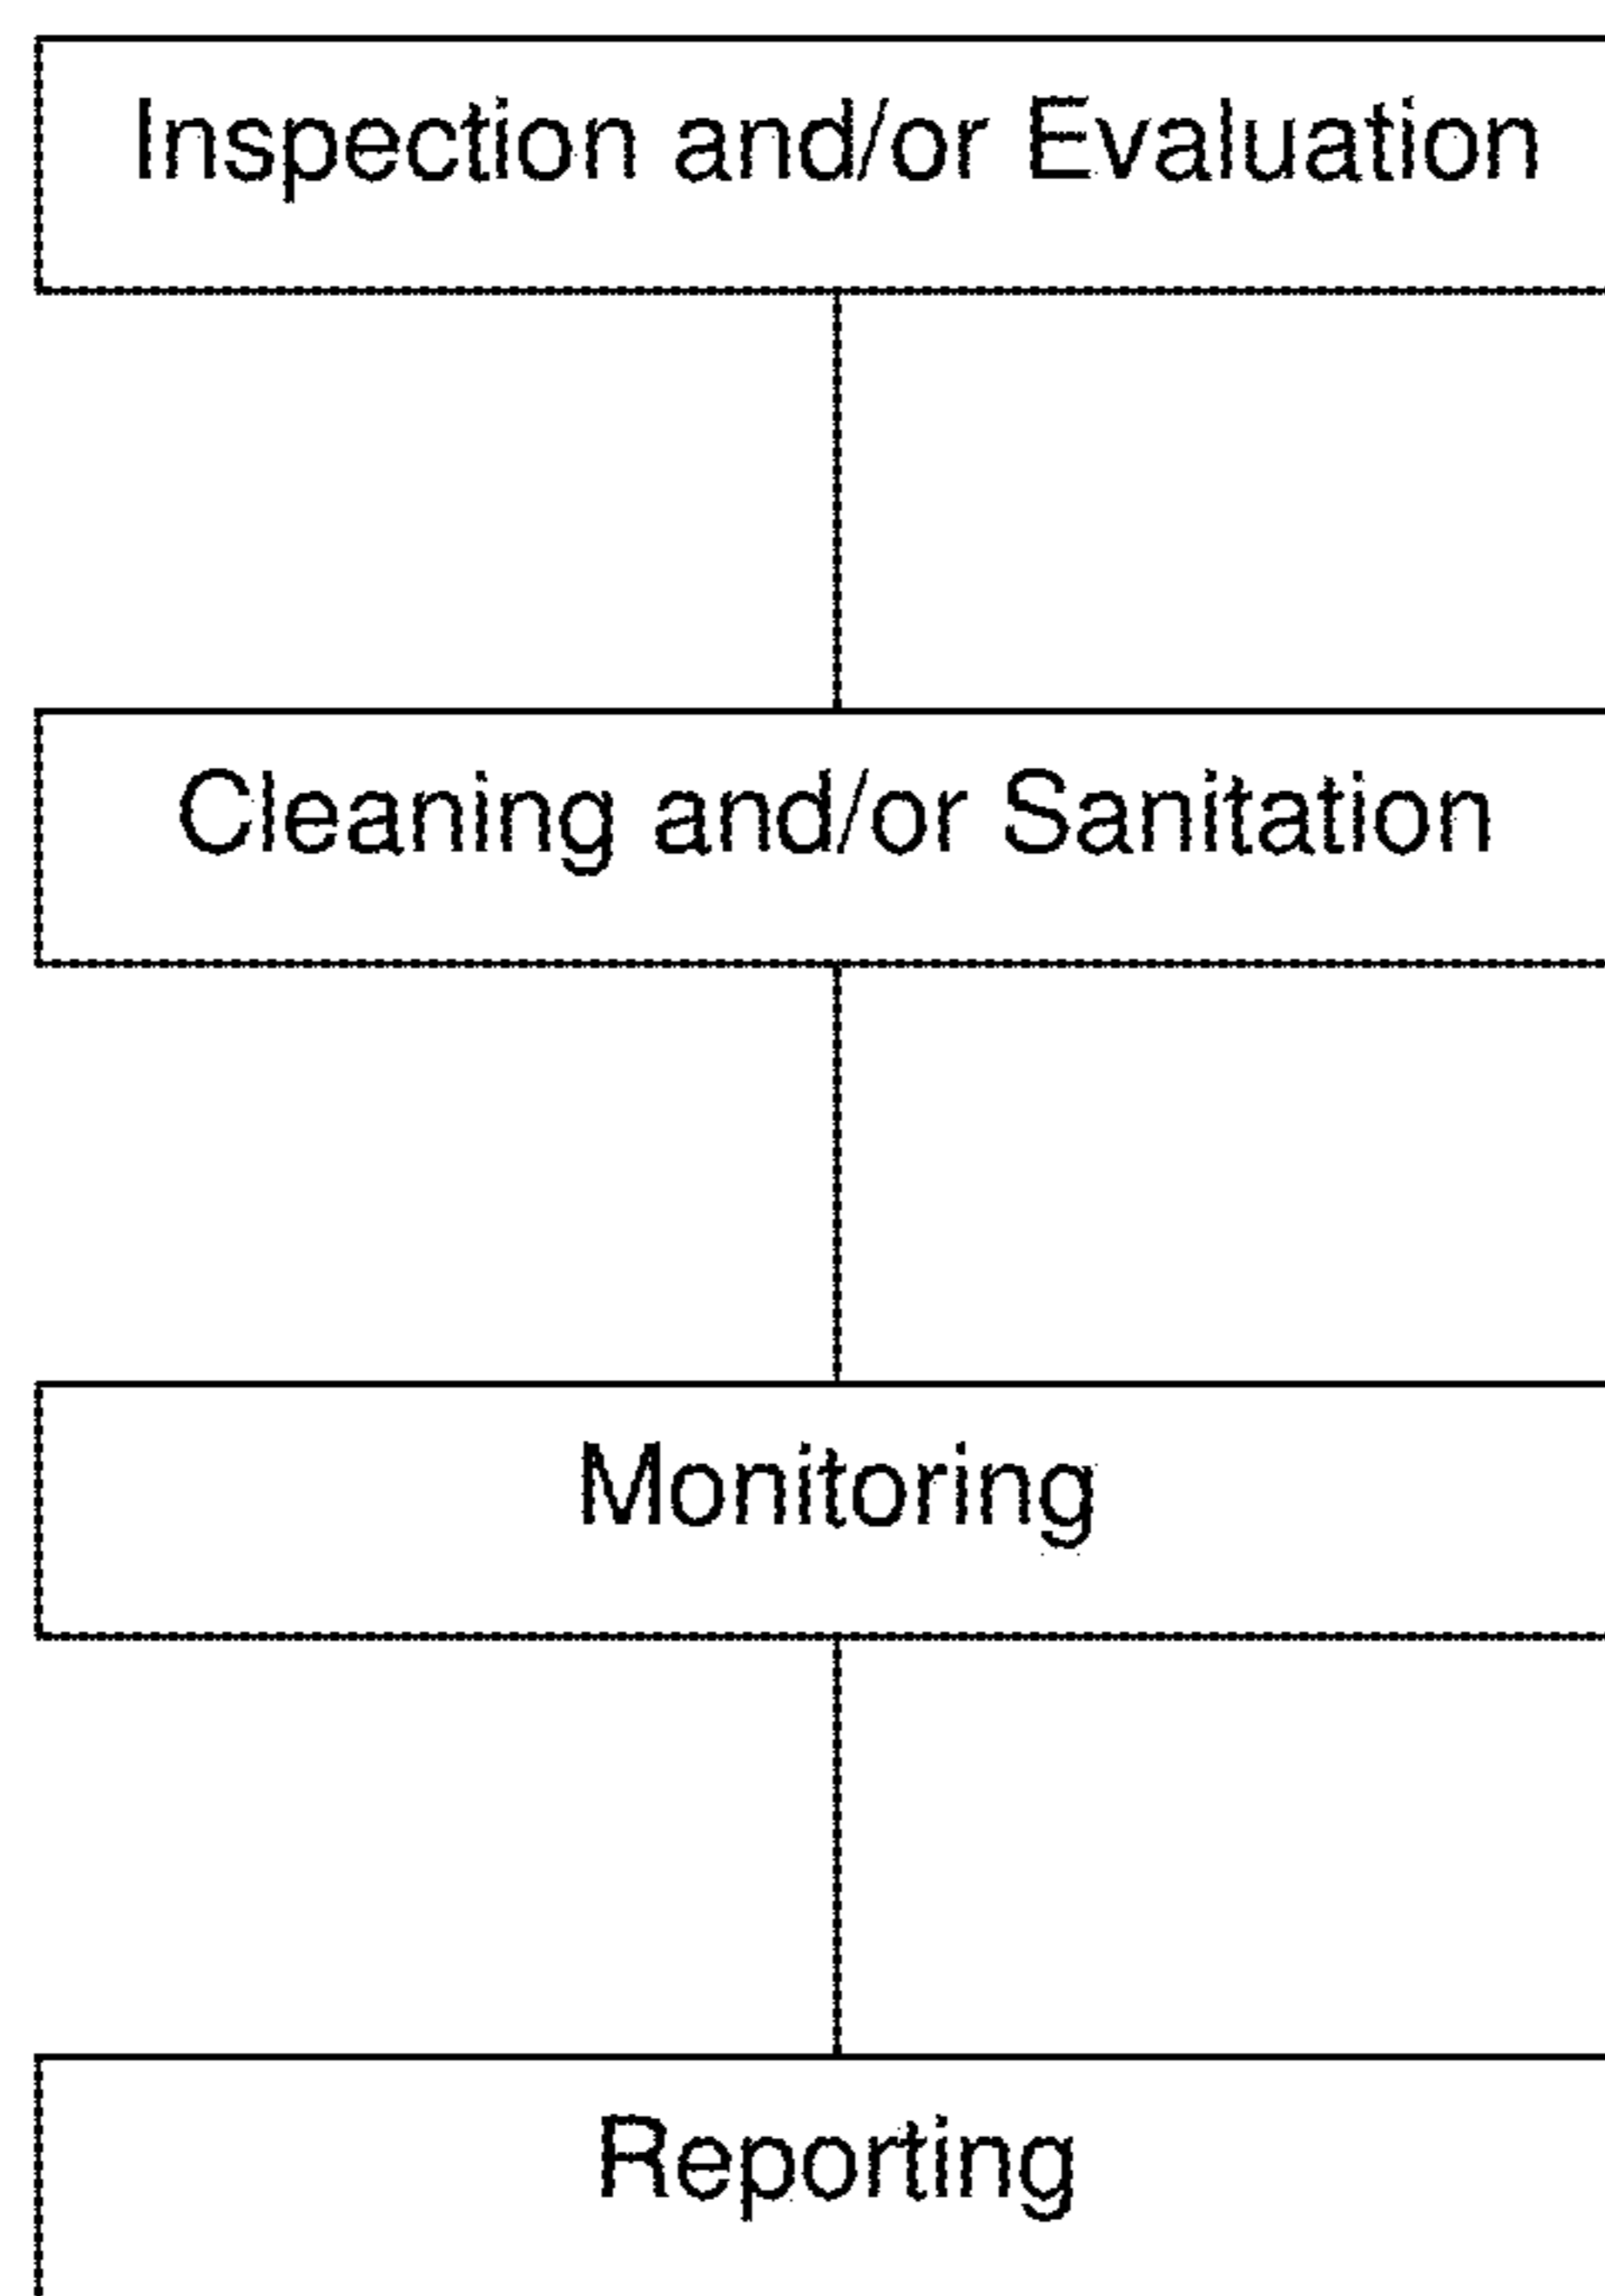 Inspection and/or Evaluation
Cleaning and/or Sanitation
Monitoring
Reporting